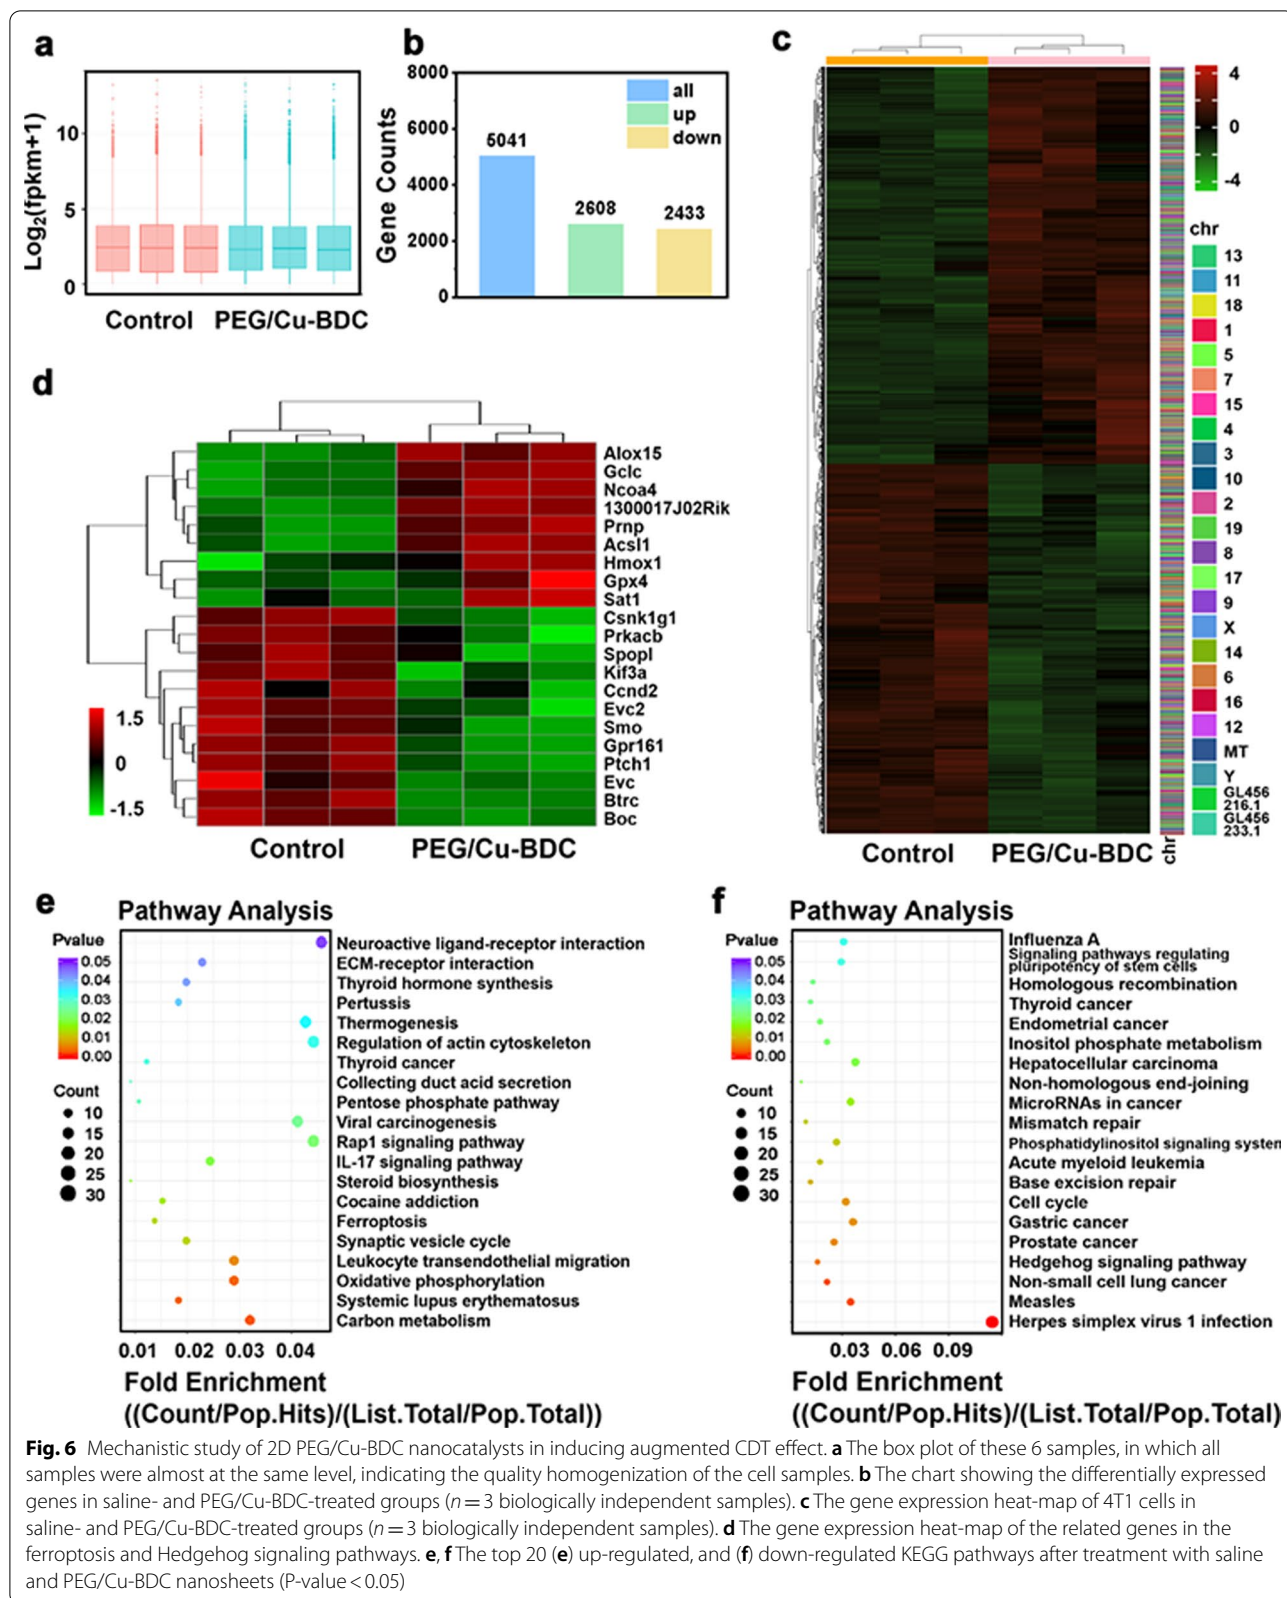 a
Log2(fpkm+1)
10
5
0
Control PEG/Cu-BDC
b
Gene Counts
8000
6000
4000
2000
0
5041
2608
2433
all
up
down
c
4
0
-4
chr
13
11
18
1
5
7
15
4
3
10
2
19
8
17
9
X
14
6
16
12
MT
Y
GL456
216.1
GL456
233.1
Control PEG/Cu-BDC
chr
d
Alox15
Gclc
Ncoa4
1300017J02Rik
Prnp
Acsl1
Hmox1
Gpx4
Sat1
Csnk1g1
Prkacb
Spopl
Kif3a
Ccnd2
Evc2
Smo
Gpr161
Ptch1
Evc
Btrc
Boc
1.5
0
-1.5
Control PEG/Cu-BDC
e
Pathway Analysis
Pvalue
0.05
0.04
0.03
0.02
0.01
0.00
Count
10
15
20
25
30
Neuroactive ligand-receptor interaction
ECM-receptor interaction
Thyroid hormone synthesis
Pertussis
Thermogenesis
Regulation of actin cytoskeleton
Thyroid cancer
Collecting duct acid secretion
Pentose phosphate pathway
Viral carcinogenesis
Rap1 signaling pathway
IL-17 signaling pathway
Steroid biosynthesis
Cocaine addiction
Ferroptosis
Synaptic vesicle cycle
Leukocyte transendothelial migration
Oxidative phosphorylation
Systemic lupus erythematosus
Carbon metabolism
0.01 0.02 0.03 0.04
Fold Enrichment
((Count/Pop.Hits)/(List.Total/Pop.Total))
f
Pathway Analysis
Pvalue
0.05
0.04
0.03
0.02
0.01
0.00
Count
10
15
20
25
30
Influenza A
Signaling pathways regulating
pluripotency of stem cells
Homologous recombination
Thyroid cancer
Endometrial cancer
Inositol phosphate metabolism
Hepatocellular carcinoma
Non-homologous end-joining
MicroRNAs in cancer
Mismatch repair
Phosphatidylinositol signaling system
Acute myeloid leukemia
Base excision repair
Cell cycle
Gastric cancer
Prostate cancer
Hedgehog signaling pathway
Non-small cell lung cancer
Measles
Herpes simplex virus 1 infection
0.03 0.06 0.09
Fold Enrichment
((Count/Pop.Hits)/(List.Total/Pop.Total)
Fig. 6 Mechanistic study of 2D PEG/Cu-BDC nanocatalysts in inducing augmented CDT effect. a The box plot of these 6 samples, in which all
samples were almost at the same level, indicating the quality homogenization of the cell samples. b The chart showing the differentially expressed
genes in saline- and PEG/Cu-BDC-treated groups (n = 3 biologically independent samples). c The gene expression heat-map of 4T1 cells in
saline- and PEG/Cu-BDC-treated groups (n = 3 biologically independent samples). d The gene expression heat-map of the related genes in the
ferroptosis and Hedgehog signaling pathways. e, f The top 20 (e) up-regulated, and (f) down-regulated KEGG pathways after treatment with saline
and PEG/Cu-BDC nanosheets (P-value < 0.05)